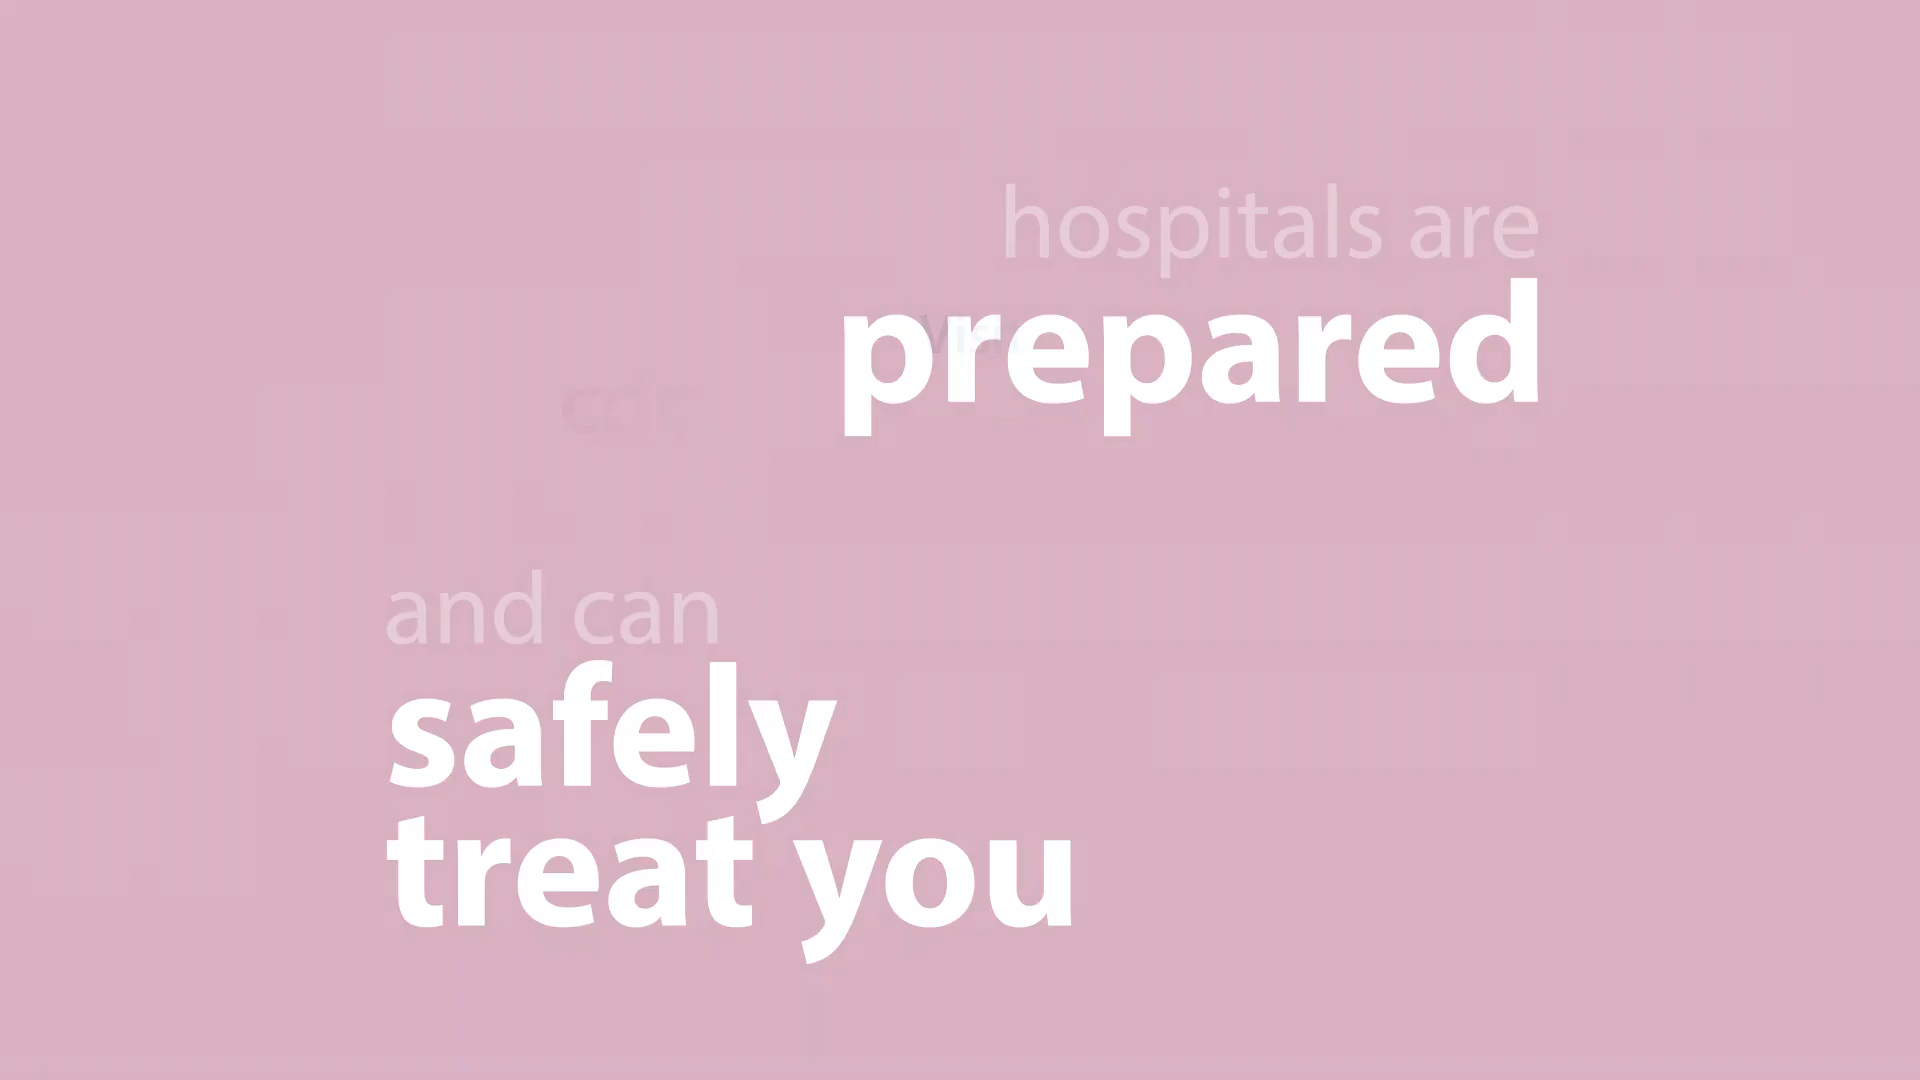 hospitals are
prepared
and can
safely
treat you